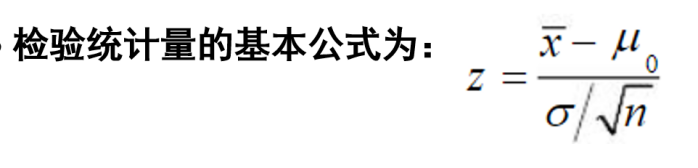 检验统计量的基本公式为： z = (x̄ − μ₀) / (σ/√n)